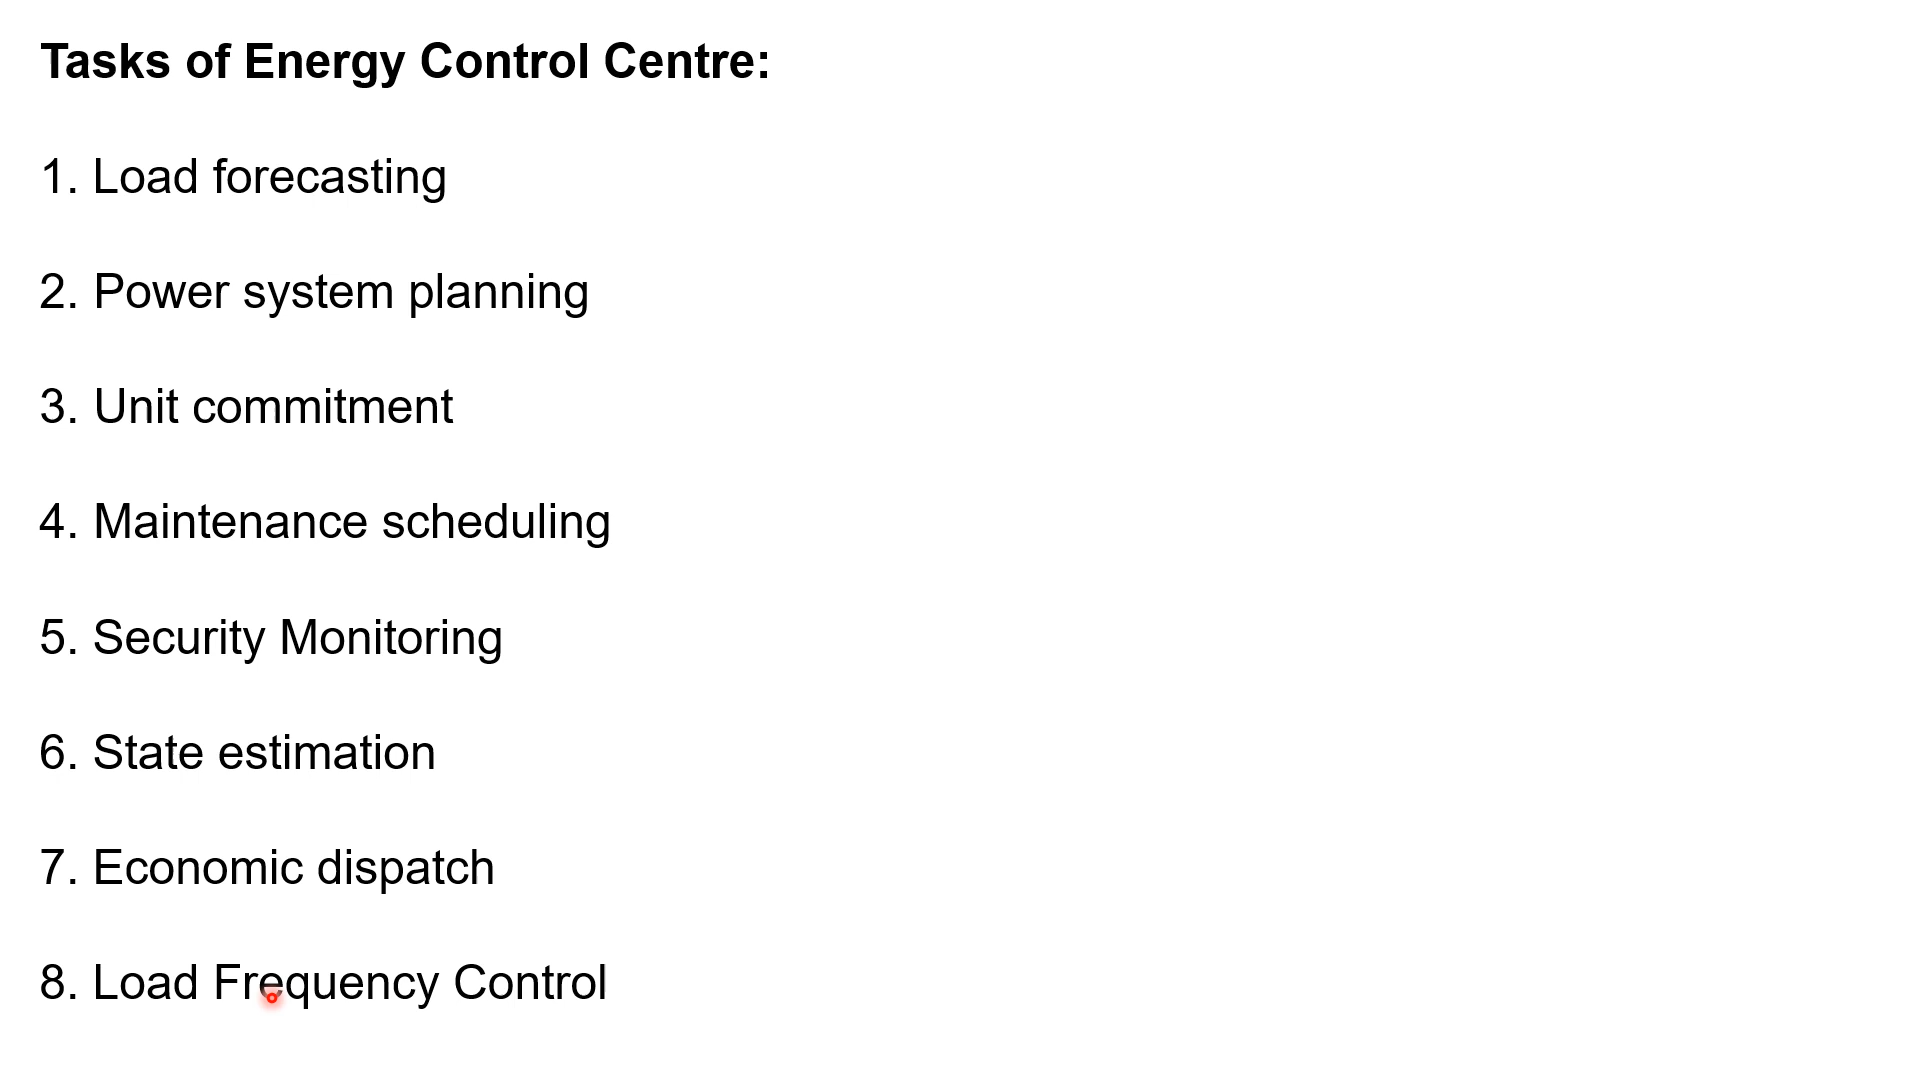 Tasks of Energy Control Centre:
1. Load forecasting
2. Power system planning
3. Unit commitment
4. Maintenance scheduling
5. Security Monitoring
6. State estimation
7. Economic dispatch
8. Load Frequency Control